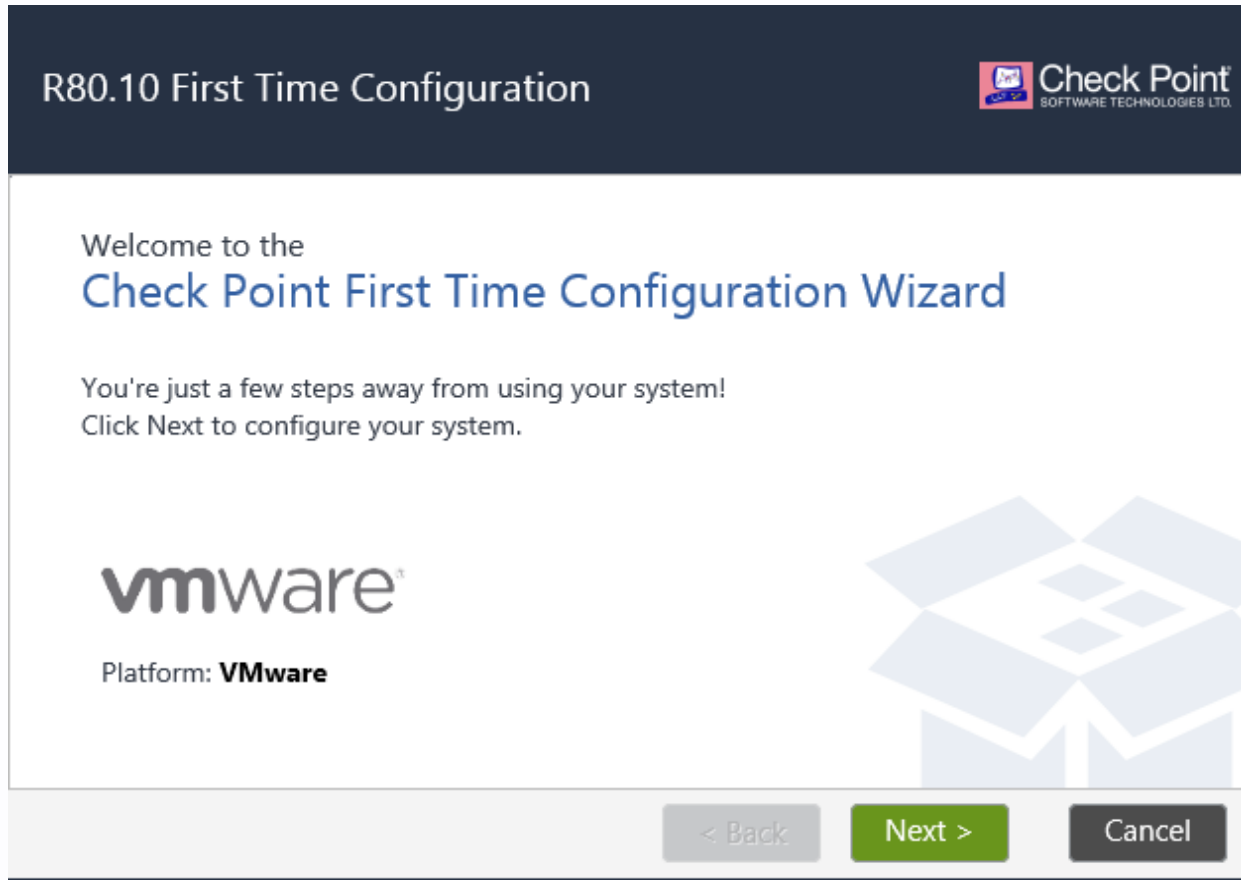 R80.10 First Time Configuration
Check Point
SOFTWARE TECHNOLOGIES LTD.
Welcome to the
Check Point First Time Configuration Wizard
You're just a few steps away from using your system!
Click Next to configure your system.
vmware
Platform: VMware
< Back
Next >
Cancel